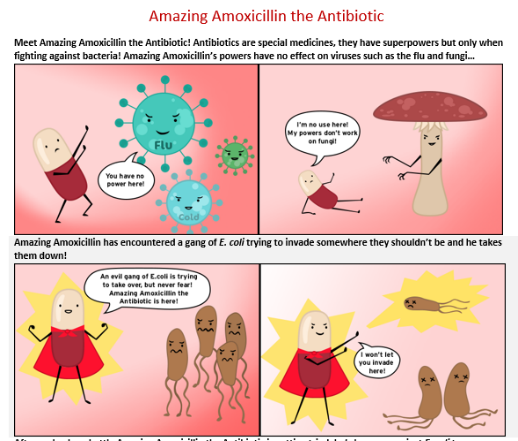 Amazing Amoxicillin the Antibiotic
Meet Amazing Amoxicillin the Antibiotic! Antibiotics are special medicines, they have superpowers but only when
fighting against bacteria! Amazing Amoxicillin's powers have no effect on viruses such as the flu and fungi...
Flu
You have no
power here!
Cold
I'm no use here!
My powers don't work
on fungi!
Amazing Amoxicillin has encountered a gang of E. coli trying to invade somewhere they shouldn't be and he takes
them down!
An evil gang of E.coli is trying
to take over, but never fear!
Amazing Amoxicillin the
Antibiotic is here!
I won't let
you invade
here!